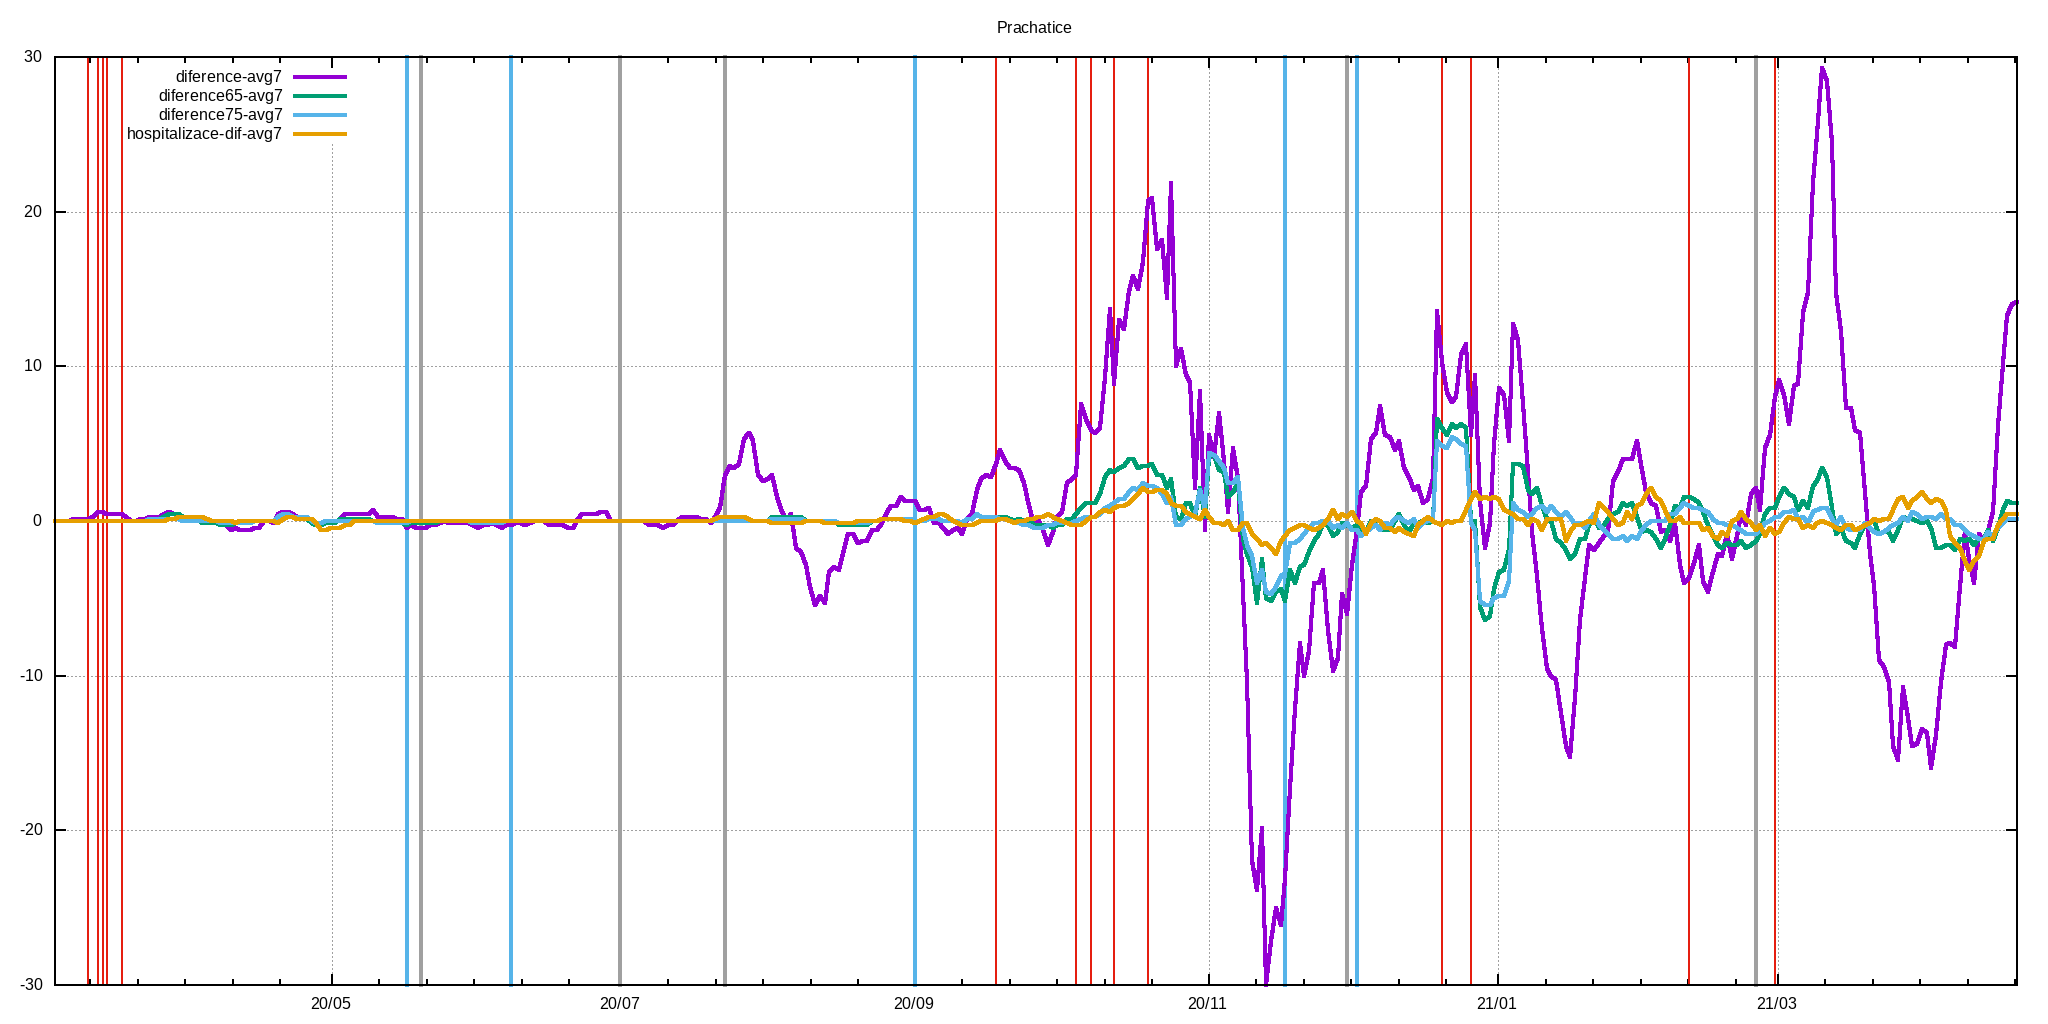 Prachatice
30
diference-avg7
diference65-avg7
diference75-avg7
hospitalizace-dif-avg7
20
10
0
-10
-20
-30
20/05 20/07 20/09 20/11 21/01 21/03